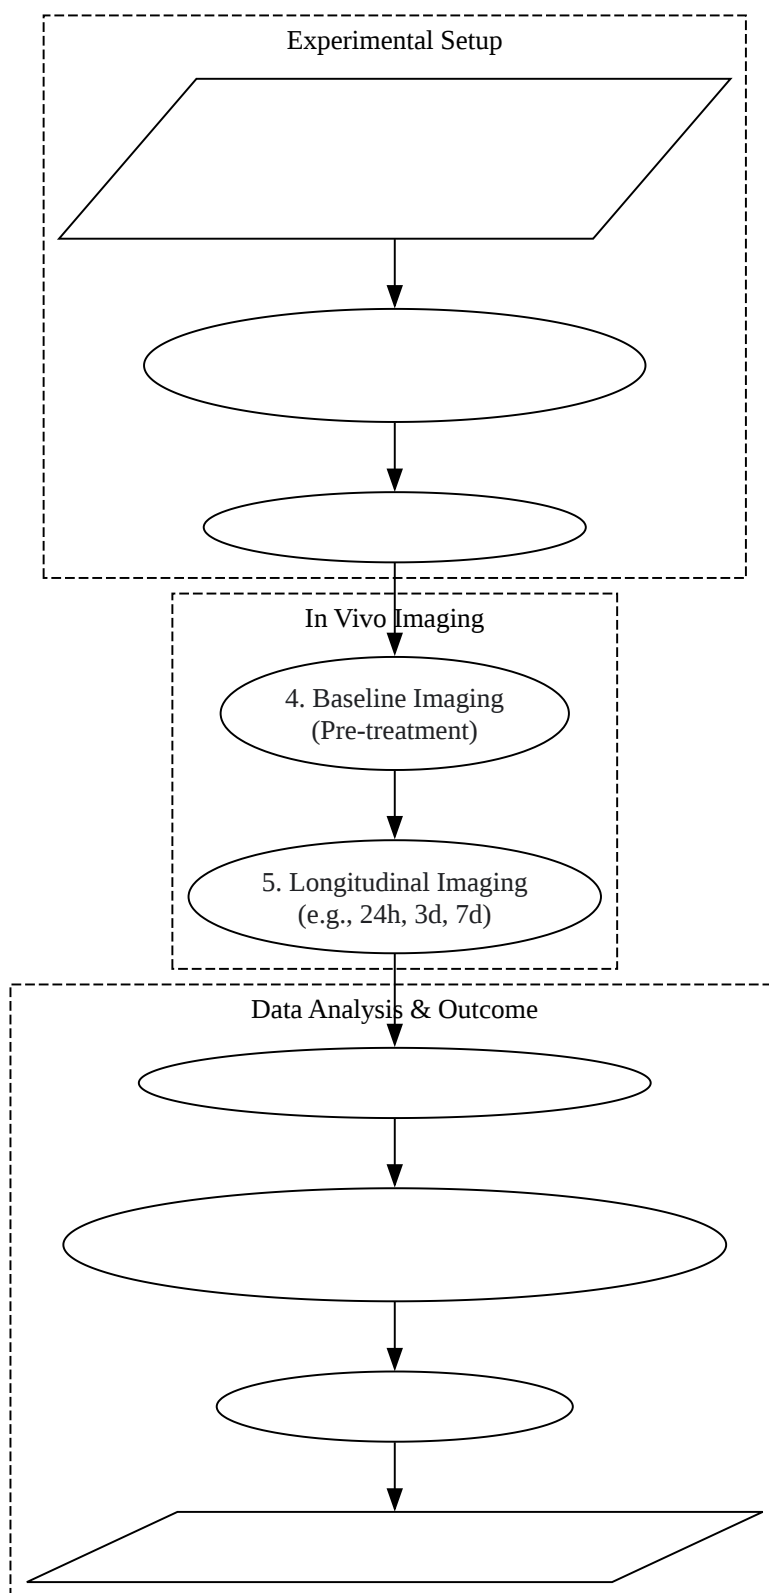 Experimental Setup
In Vivo Imaging
4. Baseline Imaging
(Pre-treatment)
5. Longitudinal Imaging
(e.g., 24h, 3d, 7d)
Data Analysis & Outcome